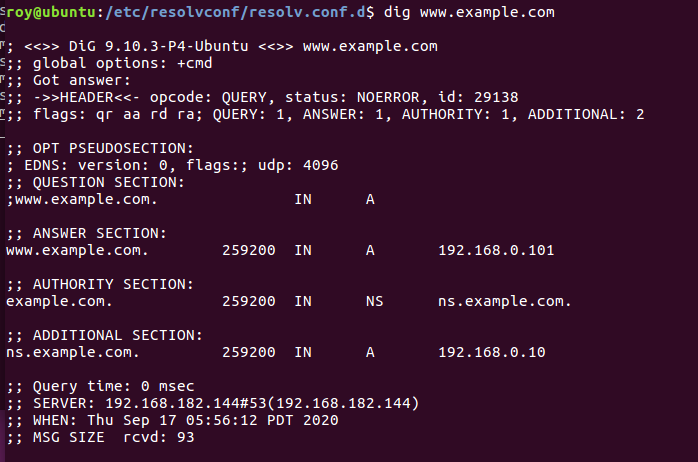 roy@ubuntu:/etc/resolvconf/resolv.conf.d$ dig www.example.com
; <<>> DiG 9.10.3-P4-Ubuntu <<>> www.example.com
;; global options: +cmd
;; Got answer:
;; ->>HEADER<<- opcode: QUERY, status: NOERROR, id: 29138
;; flags: qr aa rd ra; QUERY: 1, ANSWER: 1, AUTHORITY: 1, ADDITIONAL: 2
;; OPT PSEUDOSECTION:
; EDNS: version: 0, flags:; udp: 4096
;; QUESTION SECTION:
;www.example.com. IN A
;; ANSWER SECTION:
www.example.com. 259200 IN A 192.168.0.101
;; AUTHORITY SECTION:
example.com. 259200 IN NS ns.example.com.
;; ADDITIONAL SECTION:
ns.example.com. 259200 IN A 192.168.0.10
;; Query time: 0 msec
;; SERVER: 192.168.182.144#53(192.168.182.144)
;; WHEN: Thu Sep 17 05:56:12 PDT 2020
;; MSG SIZE rcvd: 93